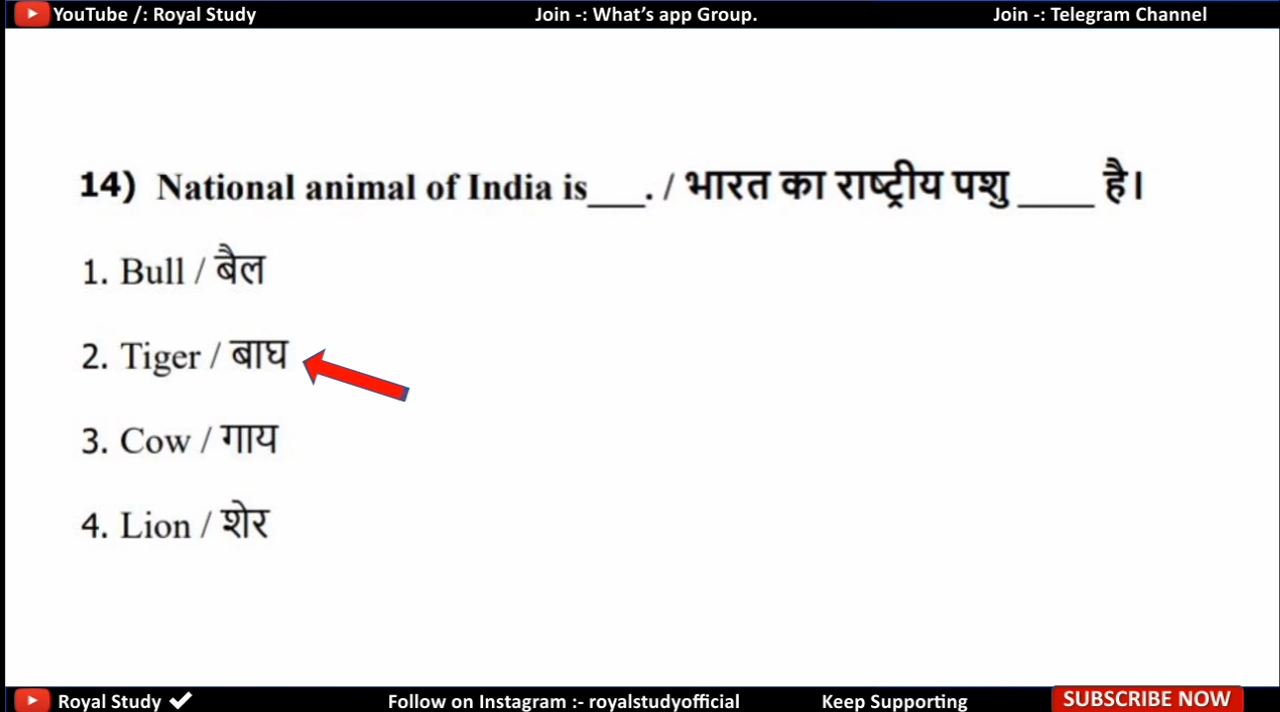 YouTube /: Royal Study Join -: What's app Group. Join -: Telegram Channel
14) National animal of India is___. / भारत का राष्ट्रीय पशु ____ है।
1. Bull / बैल
2. Tiger / बाघ
3. Cow / गाय
4. Lion / शेर
Royal Study Follow on Instagram :- royalstudyofficial Keep Supporting SUBSCRIBE NOW